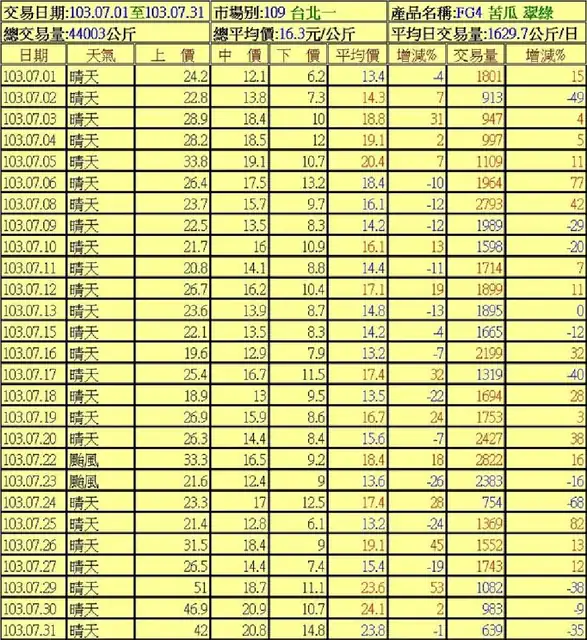 交易日期:103.07.01至103.07.31 市場別:109 台北一 產品名稱:FG4 苦瓜 翠綠
總交易量:44003公斤 總平均價:16.3元/公斤 平均日交易量:1629.7公斤/日
日期 天氣 上 價 中 價 下 價 平均價 增減% 交易量 增減%
103.07.01 晴天 24.2 12.1 6.2 13.4 -4 1801 15
103.07.02 晴天 22.8 13.8 7.3 14.3 7 913 -49
103.07.03 晴天 28.9 18.4 10 18.8 31 947 4
103.07.04 晴天 28.2 18.5 12 19.1 2 997 5
103.07.05 晴天 33.8 19.1 10.7 20.4 7 1109 11
103.07.06 晴天 26.4 17.5 13.2 18.4 -10 1964 77
103.07.08 晴天 23.7 15.7 9.7 16.1 -12 2793 42
103.07.09 晴天 22.5 13.5 8.3 14.2 -12 1989 -29
103.07.10 晴天 21.7 16 10.9 16.1 13 1598 -20
103.07.11 晴天 20.8 14.1 8.8 14.4 -11 1714 7
103.07.12 晴天 26.7 16.2 10.4 17.1 19 1899 11
103.07.13 晴天 23.6 13.9 8.7 14.8 -13 1895 0
103.07.15 晴天 22.1 13.5 8.3 14.2 -4 1665 -12
103.07.16 晴天 19.6 12.9 7.9 13.2 -7 2199 32
103.07.17 晴天 25.4 16.7 11.5 17.4 32 1319 -40
103.07.18 晴天 18.9 13 9.5 13.5 -22 1694 28
103.07.19 晴天 26.9 15.9 8.6 16.7 24 1753 3
103.07.20 晴天 26.3 14.4 8.4 15.6 -7 2427 38
103.07.22 颱風 33.3 16.5 9.2 18.4 18 2822 16
103.07.23 颱風 21.6 12.4 9 13.6 -26 2383 -16
103.07.24 晴天 23.3 17 12.5 17.4 28 754 -68
103.07.25 晴天 21.4 12.8 6.1 13.2 -24 1369 82
103.07.26 晴天 31.5 18.4 9 19.1 45 1552 13
103.07.27 晴天 26.5 14.4 7.4 15.4 -19 1743 12
103.07.29 晴天 51 18.7 11.1 23.6 53 1082 -38
103.07.30 晴天 46.9 20.9 10.7 24.1 2 983 -9
103.07.31 晴天 42 20.8 14.8 23.8 -1 639 -35